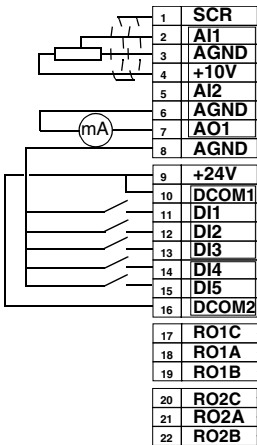 1 SCR
2 AI1
3 AGND
4 +10V
5 AI2
6 AGND
mA
7 AO1
8 AGND
9 +24V
10 DCOM1
11 DI1
12 DI2
13 DI3
14 DI4
15 DI5
16 DCOM2
17 RO1C
18 RO1A
19 RO1B
20 RO2C
21 RO2A
22 RO2B